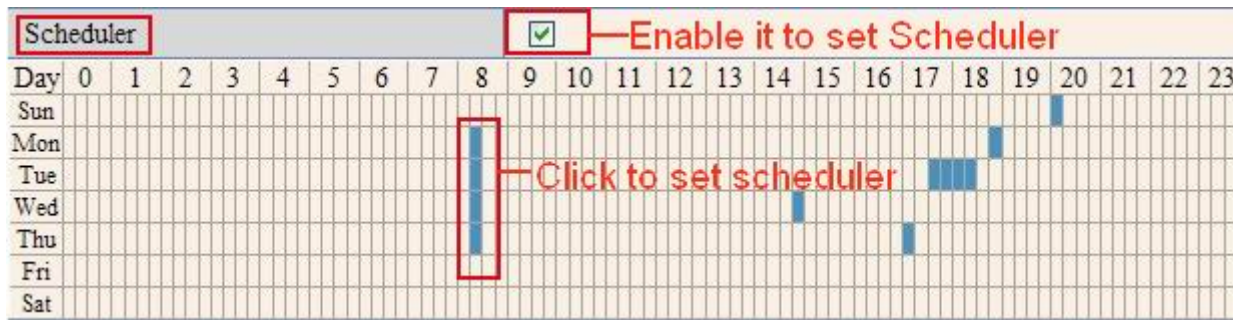 Scheduler Enable it to set Scheduler
Day 0 1 2 3 4 5 6 7 8 9 10 11 12 13 14 15 16 17 18 19 20 21 22 23
Sun
Mon
Tue Click to set scheduler
Wed
Thu
Fri
Sat